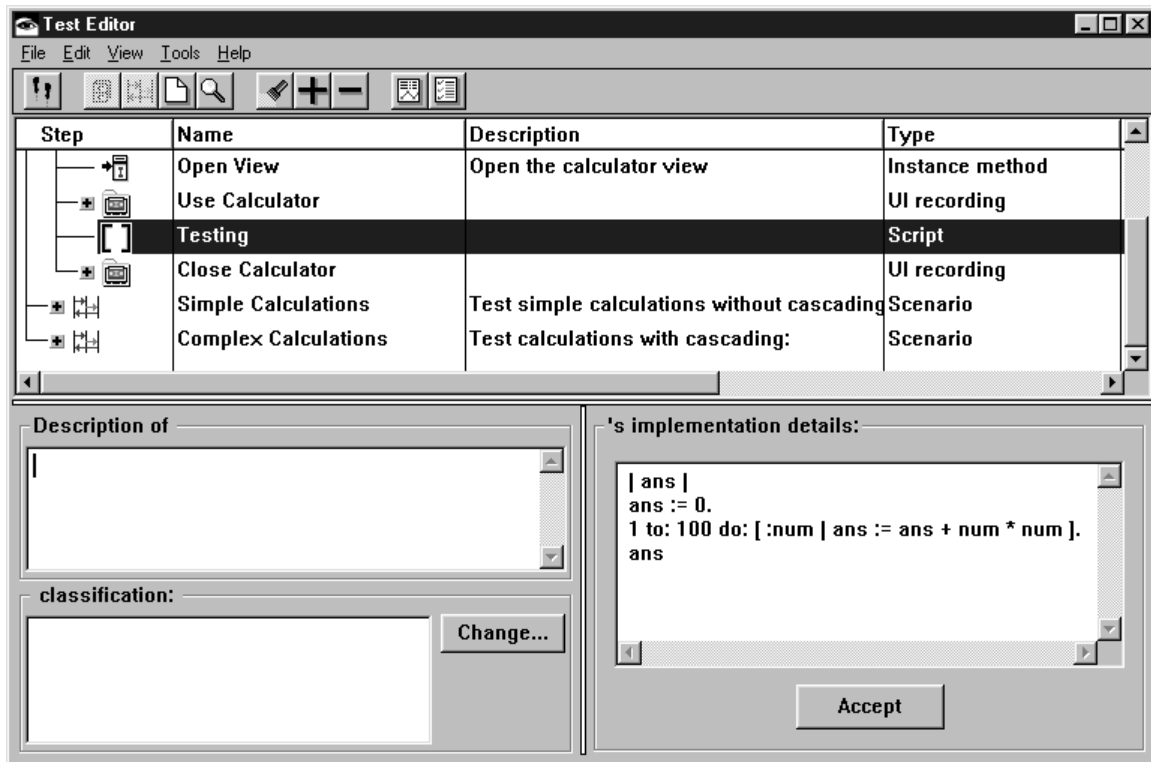 Test Editor
File Edit View Tools Help
Step Name Description Type
Open View Open the calculator view Instance method
Use Calculator UI recording
Testing Script
Close Calculator UI recording
Simple Calculations Test simple calculations without cascading Scenario
Complex Calculations Test calculations with cascading: Scenario
Description of
's implementation details:
| ans |
ans := 0.
1 to: 100 do: [ :num | ans := ans + num * num ].
ans
classification:
Change...
Accept